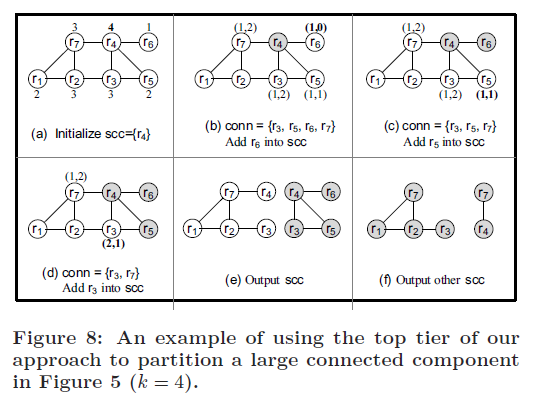 3 4 1
r7 r4 r6
r1 r2 r3 r5
2 3 3 2
(a) Initialize scc={r4}
(1,2) (1,0)
r7 r4 r6
r1 r2 r3 r5
(1,2) (1,1)
(b) conn = {r3, r5, r6, r7}
Add r6 into scc
(1,2)
r7 r4 r6
r1 r2 r3 r5
(1,2) (1,1)
(c) conn = {r3, r5, r7}
Add r5 into scc
(1,2)
r7 r4 r6
r1 r2 r3 r5
(2,1)
(d) conn = {r3, r7}
Add r3 into scc
r7 r4 r4 r6
r1 r2 r3 r3 r5
(e) Output scc
r7 r7
r1 r2 r3 r4
(f) Output other scc
Figure 8: An example of using the top tier of our
approach to partition a large connected component
in Figure 5 (k = 4).